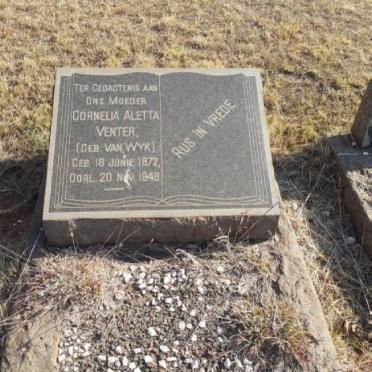 TER GEDACHTENIS AAN
ONS MOEDER
CORNELIA ALETTA
VENTER,
(GEB. VAN WYK)
GEB. 18 JUNIE 1872,
OORL. 20 NOV 1948
RUS IN VREDE